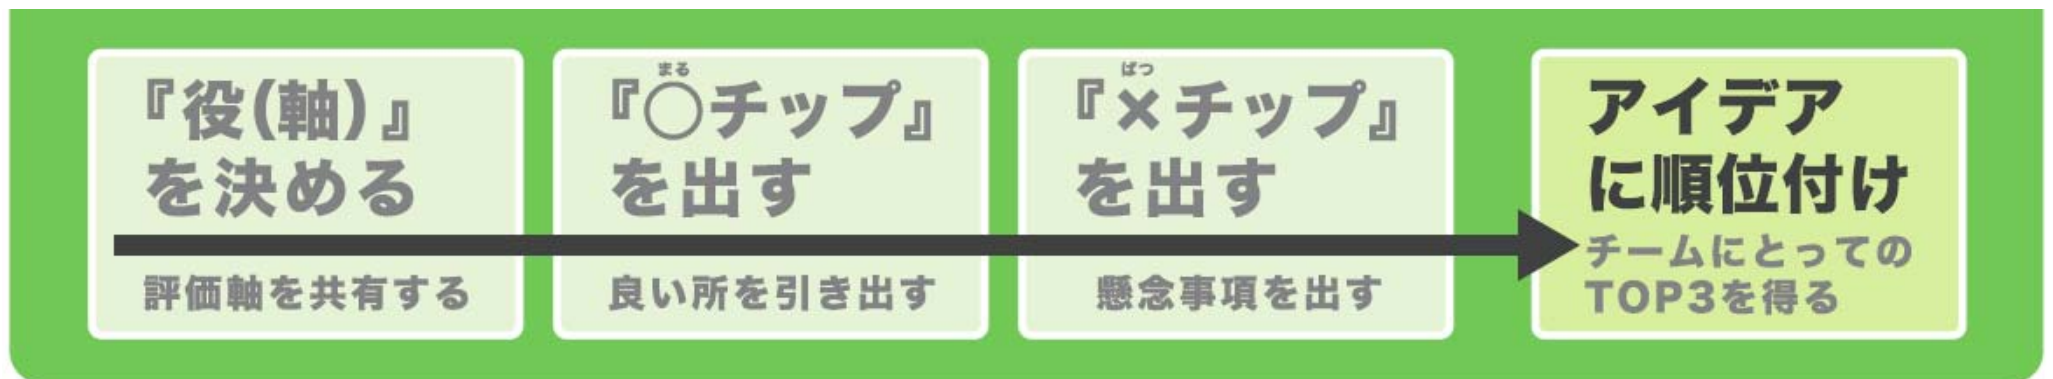 『役(軸)』
を決める
評価軸を共有する
まる
『○チップ』
を出す
良い所を引き出す
ばつ
『×チップ』
を出す
懸念事項を出す
アイデア
に順位付け
チームにとっての
TOP3を得る